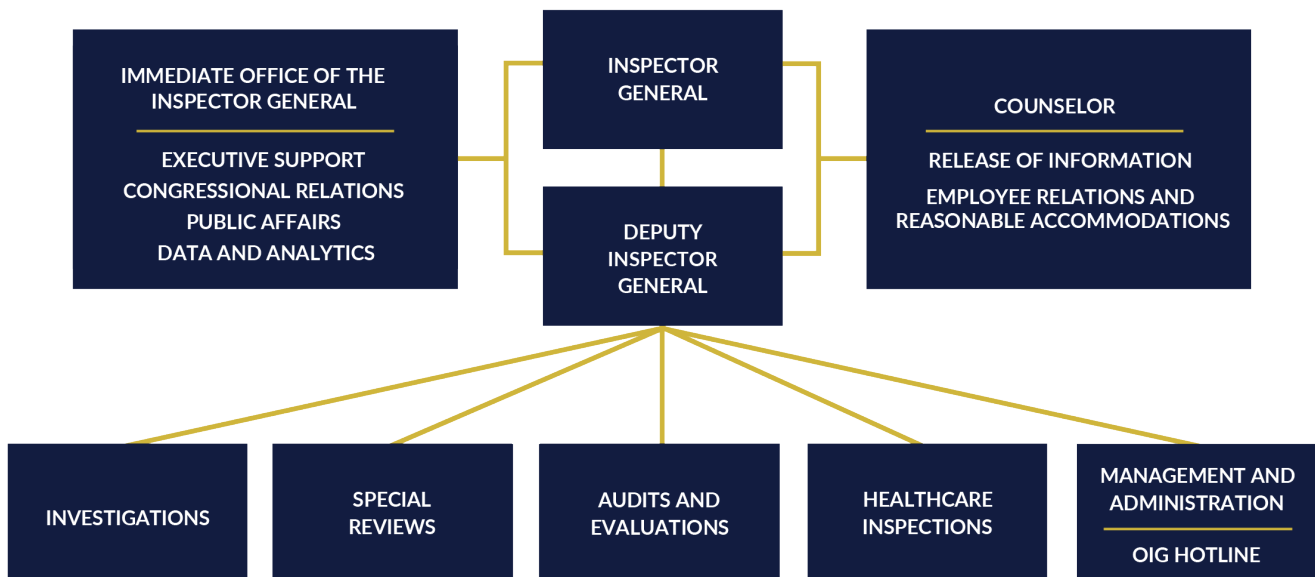 IMMEDIATE OFFICE OF THE
INSPECTOR GENERAL
EXECUTIVE SUPPORT
CONGRESSIONAL RELATIONS
PUBLIC AFFAIRS
DATA AND ANALYTICS
INSPECTOR
GENERAL
DEPUTY
INSPECTOR
GENERAL
COUNSELOR
RELEASE OF INFORMATION
EMPLOYEE RELATIONS AND
REASONABLE ACCOMMODATIONS
INVESTIGATIONS
SPECIAL
REVIEWS
AUDITS AND
EVALUATIONS
HEALTHCARE
INSPECTIONS
MANAGEMENT AND
ADMINISTRATION
OIG HOTLINE